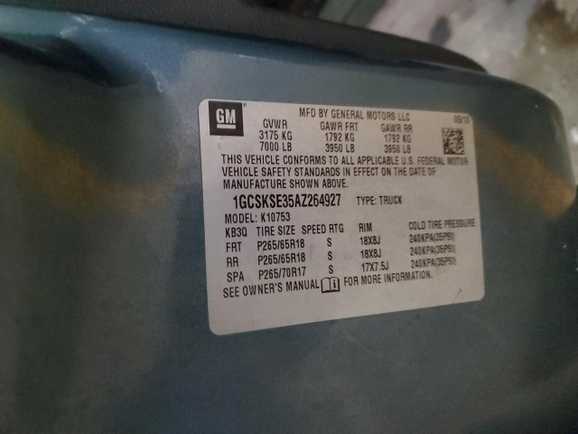 GM
MFD BY GENERAL MOTORS LLC
GVWR GAWR FRT GAWR RR
3175 KG 1792 KG 1792 KG
7000 LB 3950 LB 3950 LB
THIS VEHICLE CONFORMS TO ALL APPLICABLE U.S. FEDERAL MOTOR
VEHICLE SAFETY STANDARDS IN EFFECT ON THE DATE OF
MANUFACTURE SHOWN ABOVE.
1GCSKSE35AZ264927 TYPE: TRUCK
MODEL: K10753
KB3Q TIRE SIZE SPEED RTG RIM COLD TIRE PRESSURE
FRT P265/65R18 S 18X8J 240KPA(35PSI)
RR P265/65R18 S 18X8J 240KPA(35PSI)
SPA P265/70R17 S 17X7.5J 240KPA(35PSI)
SEE OWNER'S MANUAL FOR MORE INFORMATION.